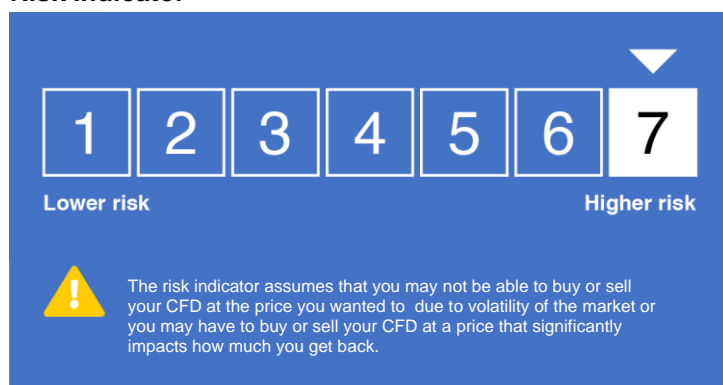 Risk Indicator
1 2 3 4 5 6 7
Lower risk Higher risk
The risk indicator assumes that you may not be able to buy or sell
your CFD at the price you wanted to due to volatility of the market or
you may have to buy or sell your CFD at a price that significantly
impacts how much you get back.